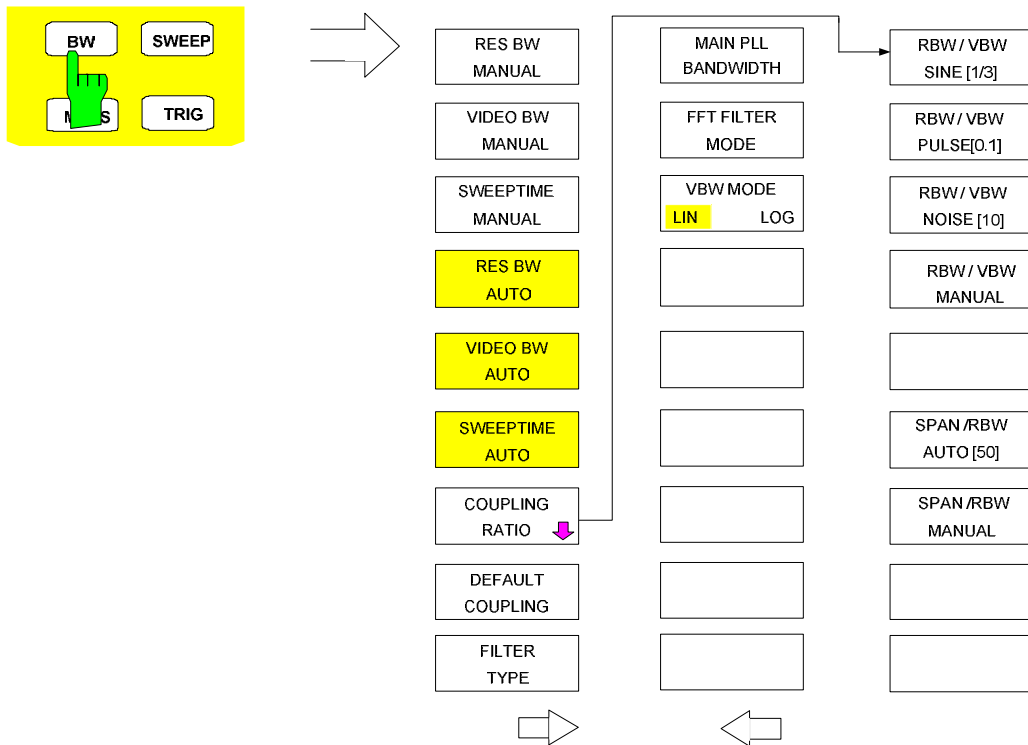 BW
SWEEP
TRIG
RES BW
MANUAL
VIDEO BW
MANUAL
SWEEPTIME
MANUAL
RES BW
AUTO
VIDEO BW
AUTO
SWEEPTIME
AUTO
COUPLING
RATIO
DEFAULT
COUPLING
FILTER
TYPE
MAIN PLL
BANDWIDTH
FFT FILTER
MODE
VBW MODE
LIN LOG
RBW / VBW
SINE [1/3]
RBW / VBW
PULSE[0.1]
RBW / VBW
NOISE [10]
RBW / VBW
MANUAL
SPAN /RBW
AUTO [50]
SPAN /RBW
MANUAL